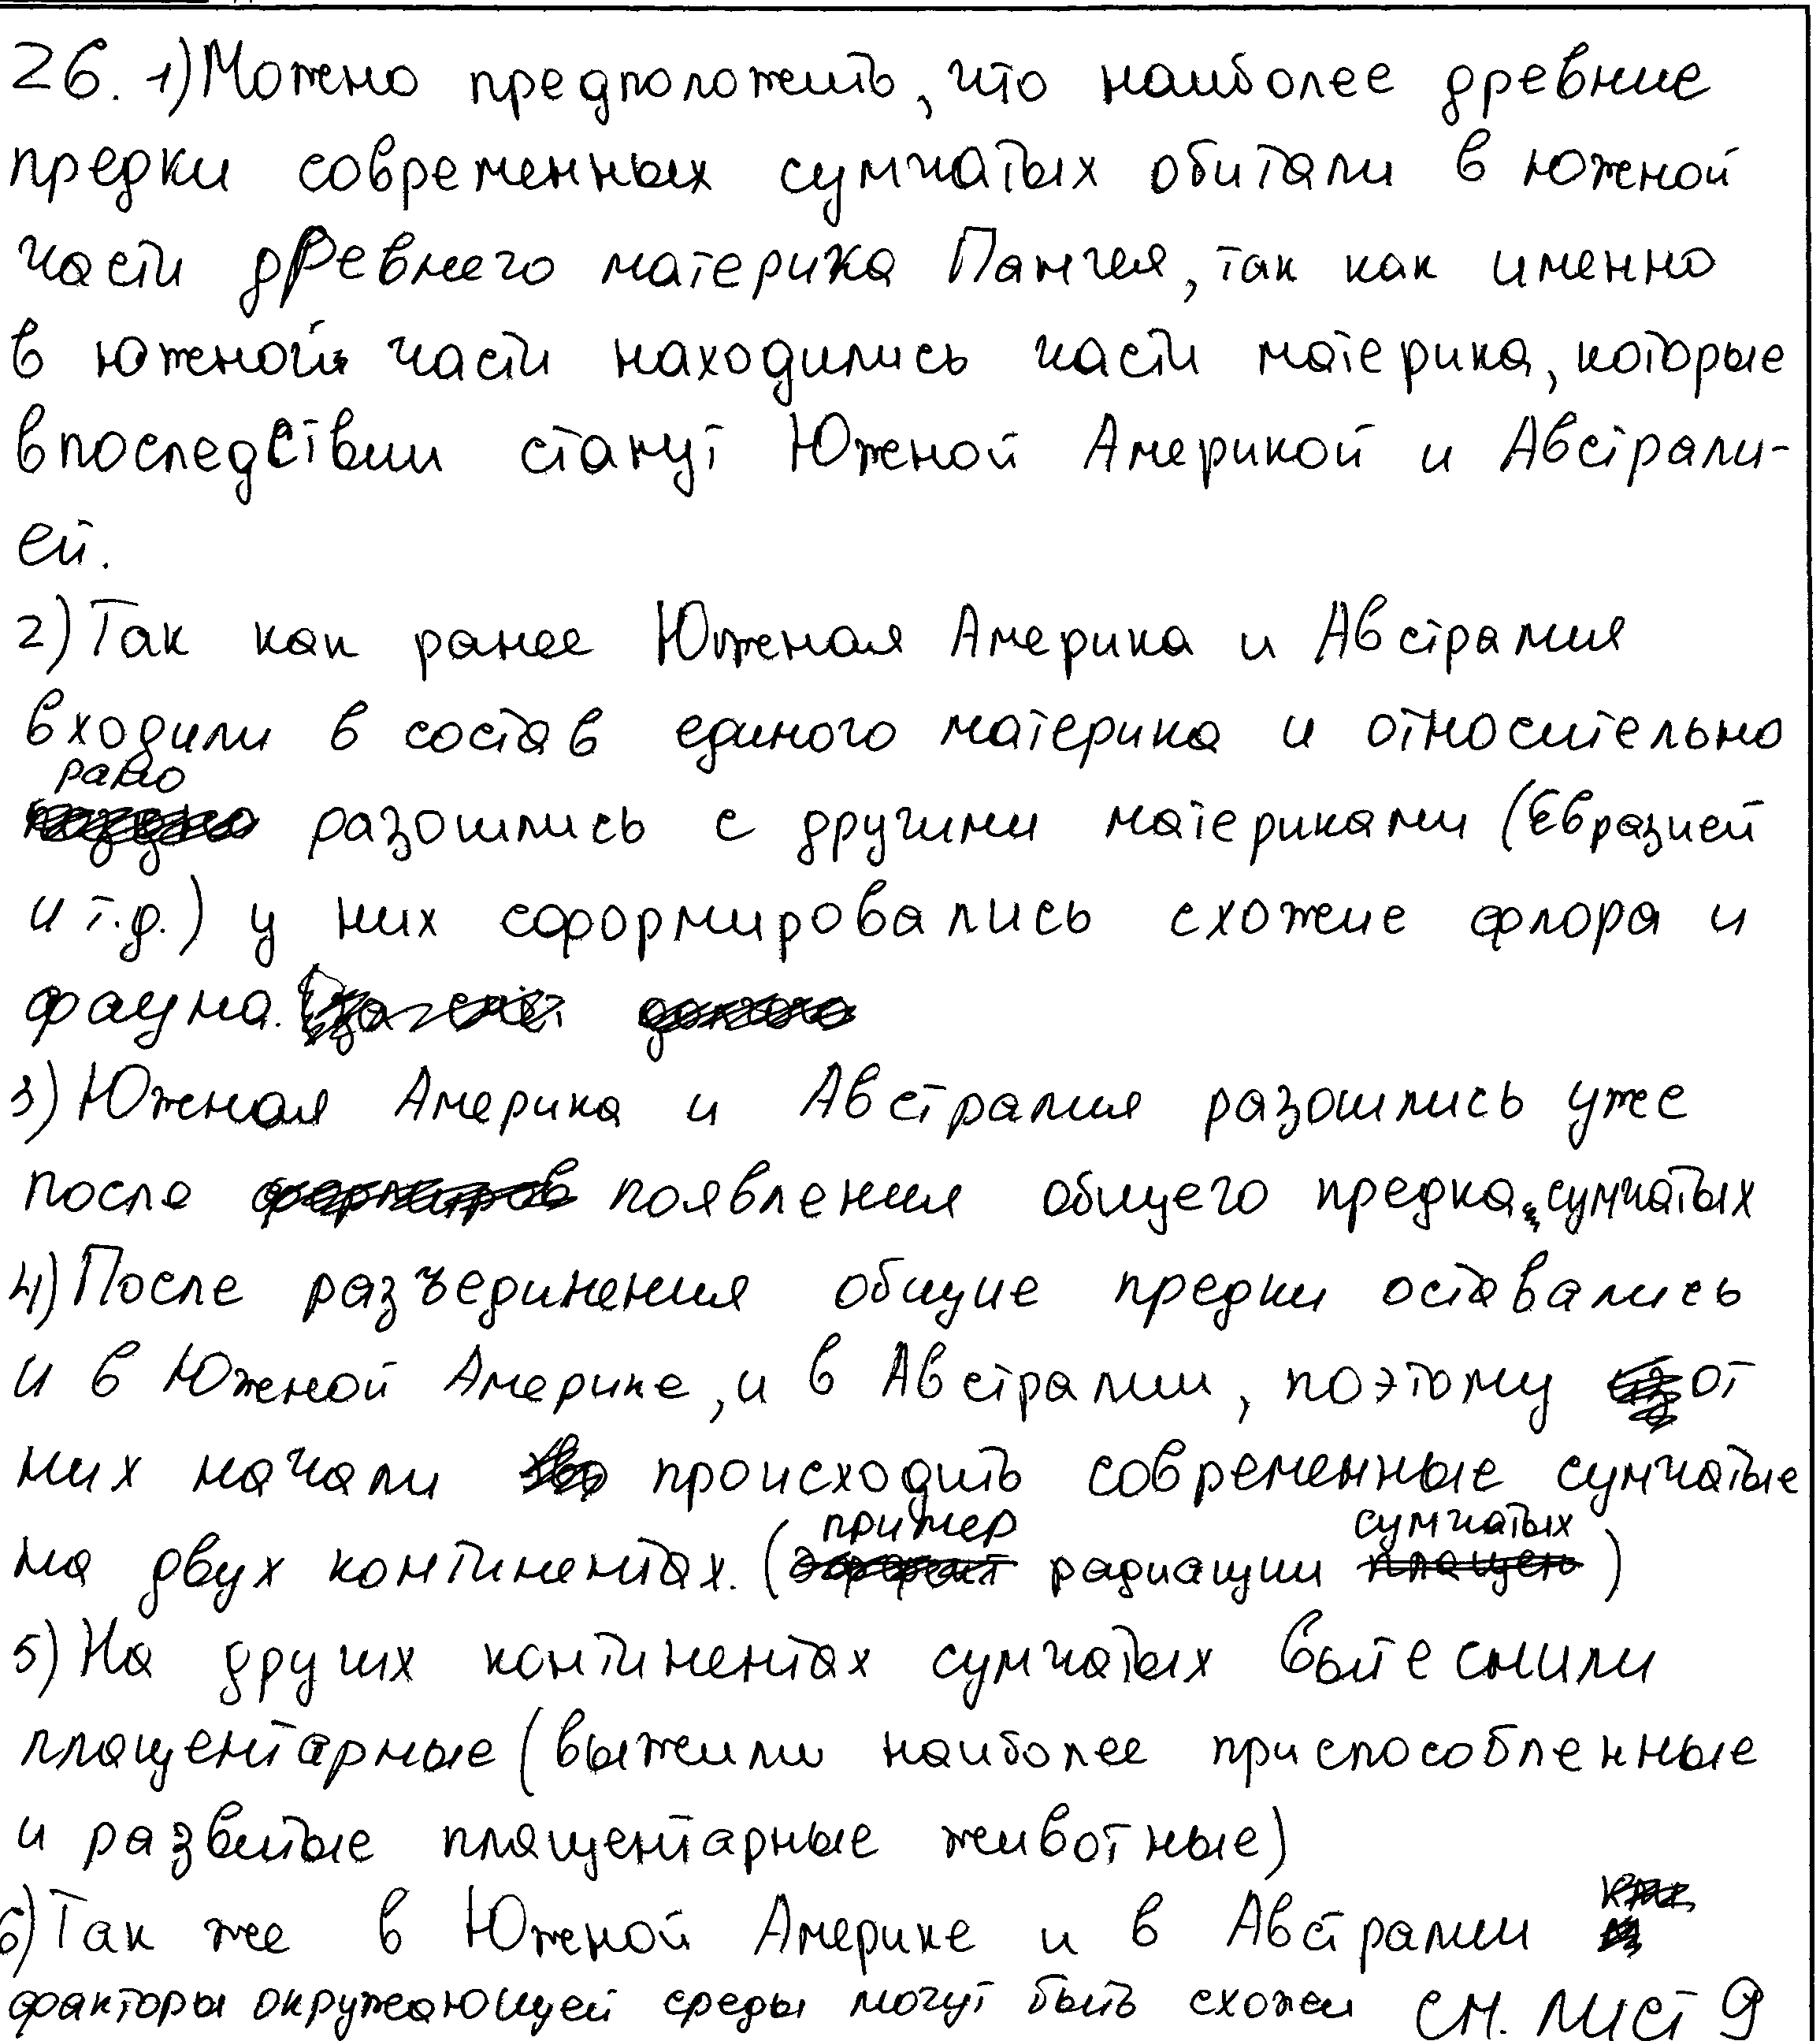 26. 1) Можно предположить, что наиболее древние
предки современных сумчатых обитали в южной
части древнего материка Пангея, так как именно
в южной части находились части материка, которые
впоследствии станут Южной Америкой и Австрали-
ей.
2) Так как ранее Южная Америка и Австралия
входили в состав единого материка и относительно
рано
разошлись с другими материками (Евразией
и т.д.) у них сформировались схожие флора и
фауна.
3) Южная Америка и Австралия разошлись уже
после появления общего предка сумчатых
4) После разъединения общие предки оставались
и в Южной Америке, и в Австралии, поэтому от
них начали происходить современные сумчатые
пример сумчатых
на двух континентах. ( радиации )
5) На других континентах сумчатых вытеснили
плацентарные (выжили наиболее приспособленные
и развитые плацентарные животные)
6) Так же в Южной Америке и в Австралии
факторы окружающей среды могут быть схожи см. лист 9